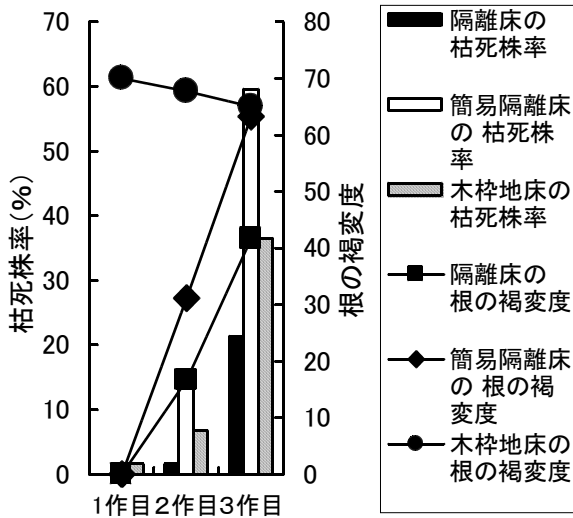 枯死株率(%)
70
60
50
40
30
20
10
0
1作目 2作目 3作目
根の褐変度
80
70
60
50
40
30
20
10
0
隔離床の
枯死株率
簡易隔離床
の 枯死株
率
木枠地床の
枯死株率
隔離床の
根の褐変度
簡易隔離床
の 根の褐
変度
木枠地床の
根の褐変度